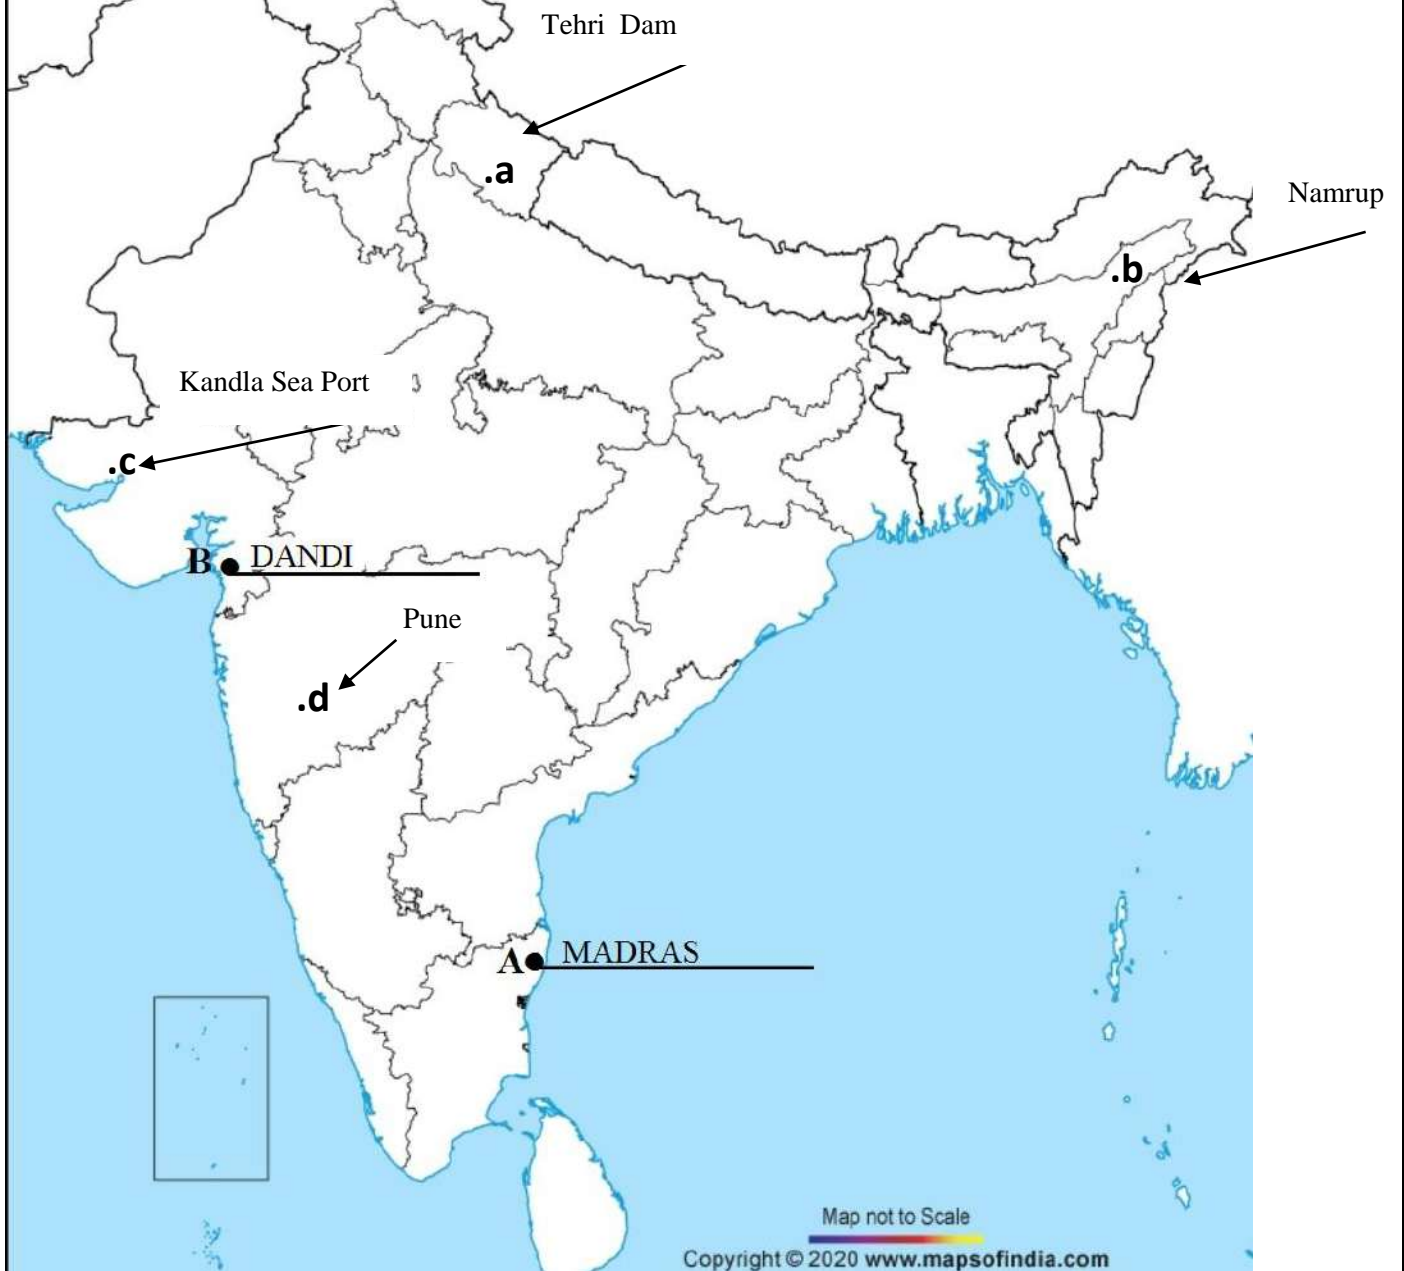 Tehri Dam
.a
Namrup
.b
Kandla Sea Port
.c
B DANDI
Pune
.d
A MADRAS
Map not to Scale
Copyright © 2020 www.mapsofindia.com